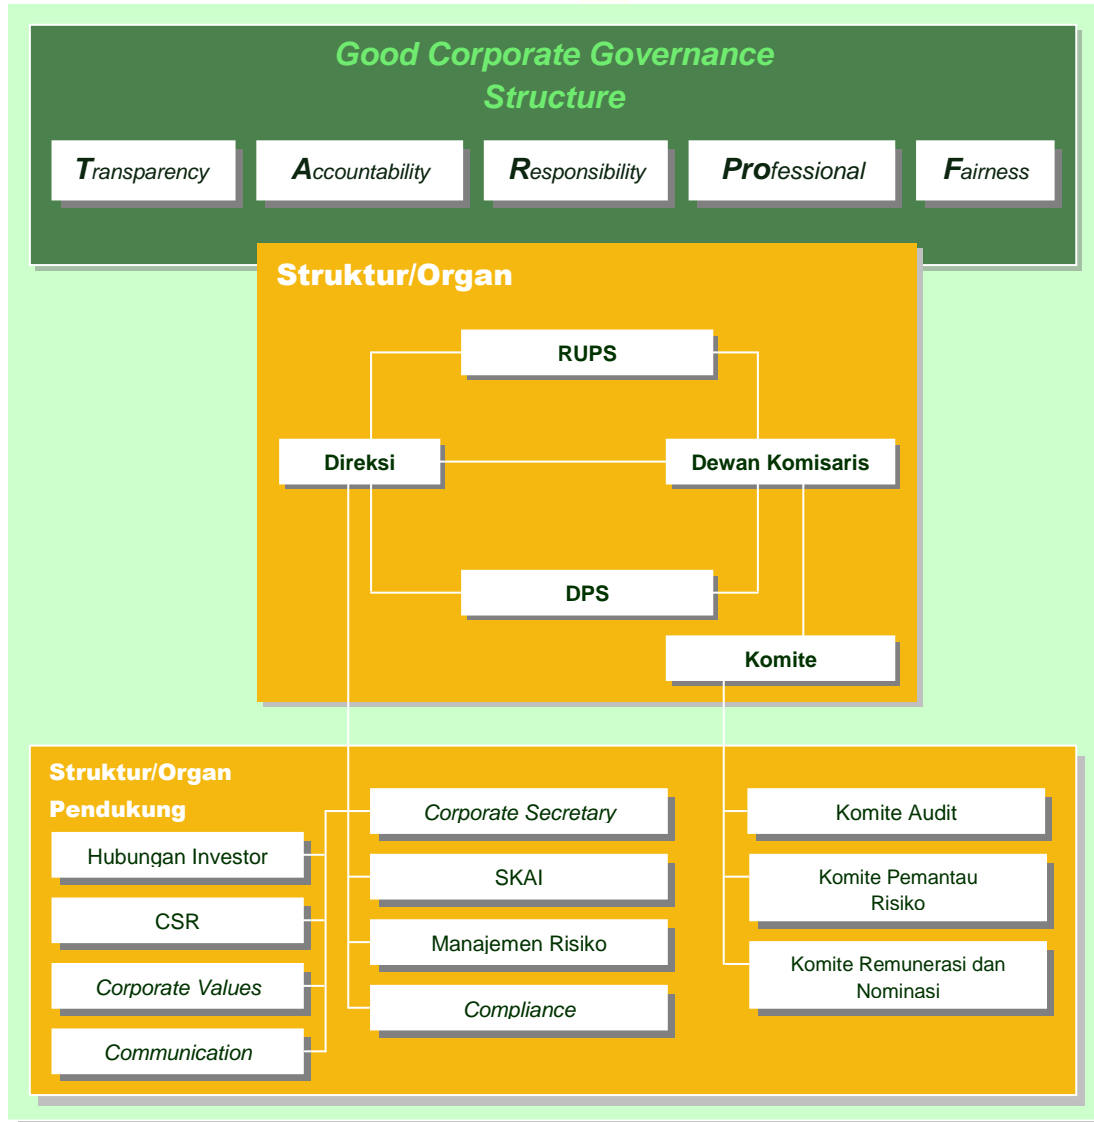 Good Corporate Governance
Structure
Transparency
Accountability
Responsibility
Professional
Fairness
Struktur/Organ
RUPS
Direksi
Dewan Komisaris
DPS
Komite
Struktur/Organ
Pendukung
Hubungan Investor
CSR
Corporate Values
Communication
Corporate Secretary
SKAI
Manajemen Risiko
Compliance
Komite Audit
Komite Pemantau
Risiko
Komite Remunerasi dan
Nominasi